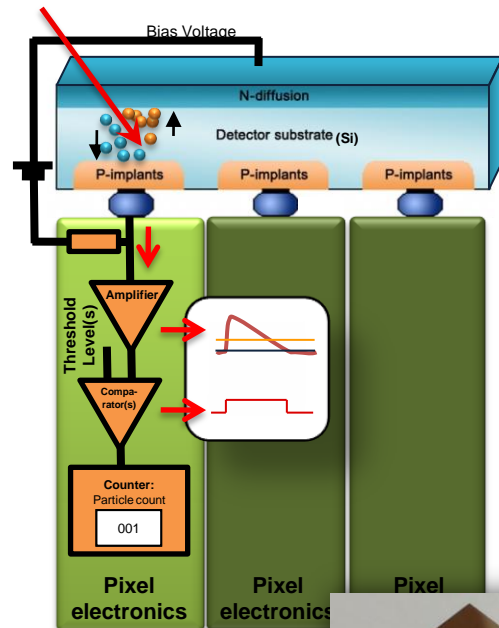 Bias Voltage
N-diffusion
Detector substrate (Si)
P-implants
P-implants
P-implants
Amplifier
Threshold
Level(s)
Compa-
rator(s)
Counter:
Particle count
001
Pixel
electronics
Pixel
electronics
Pixel